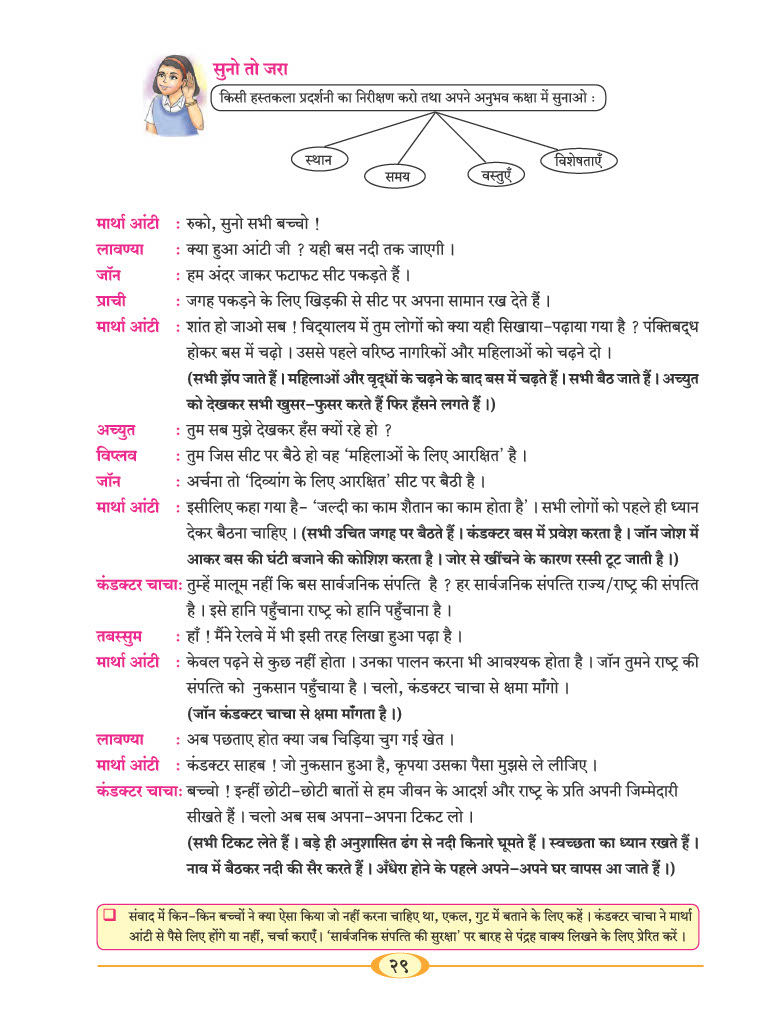 सुनो तो जरा
किसी हस्तकला प्रदर्शनी का निरीक्षण करो तथा अपने अनुभव कक्षा में सुनाओ :
स्थान
समय
वस्तुएँ
विशेषताएँ
मार्था आंटी : रुको, सुनो सभी बच्चो !
लावण्या : क्या हुआ आंटी जी ? यही बस नदी तक जाएगी ।
जॉन : हम अंदर जाकर फटाफट सीट पकड़ते हैं ।
प्राची : जगह पकड़ने के लिए खिड़की से सीट पर अपना सामान रख देते हैं ।
मार्था आंटी : शांत हो जाओ सब ! विद्यालय में तुम लोगों को क्या यही सिखाया-पढ़ाया गया है ? पंक्तिबद्ध
होकर बस में चढ़ो । उससे पहले वरिष्ठ नागरिकों और महिलाओं को चढ़ने दो ।
(सभी झेंप जाते हैं । महिलाओं और वृद्धों के चढ़ने के बाद बस में चढ़ते हैं । सभी बैठ जाते हैं । अच्युत
को देखकर सभी खुसर-फुसर करते हैं फिर हँसने लगते हैं ।)
अच्युत : तुम सब मुझे देखकर हँस क्यों रहे हो ?
विप्लव : तुम जिस सीट पर बैठे हो वह ‘महिलाओं के लिए आरक्षित’ है ।
जॉन : अर्चना तो ‘दिव्यांग के लिए आरक्षित’ सीट पर बैठी है ।
मार्था आंटी : इसीलिए कहा गया है- ‘जल्दी का काम शैतान का काम होता है’ । सभी लोगों को पहले ही ध्यान
देकर बैठना चाहिए । (सभी उचित जगह पर बैठते हैं । कंडक्टर बस में प्रवेश करता है । जॉन जोश में
आकर बस की घंटी बजाने की कोशिश करता है । जोर से खींचने के कारण रस्सी टूट जाती है ।)
कंडक्टर चाचा: तुम्हें मालूम नहीं कि बस सार्वजनिक संपत्ति है ? हर सार्वजनिक संपत्ति राज्य/राष्ट्र की संपत्ति
है । इसे हानि पहुँचाना राष्ट्र को हानि पहुँचाना है ।
तबस्सुम : हाँ ! मैंने रेलवे में भी इसी तरह लिखा हुआ पढ़ा है ।
मार्था आंटी : केवल पढ़ने से कुछ नहीं होता । उनका पालन करना भी आवश्यक होता है । जॉन तुमने राष्ट्र की
संपत्ति को नुकसान पहुँचाया है । चलो, कंडक्टर चाचा से क्षमा माँगो ।
(जॉन कंडक्टर चाचा से क्षमा माँगता है ।)
लावण्या : अब पछताए होत क्या जब चिड़िया चुग गई खेत ।
मार्था आंटी : कंडक्टर साहब ! जो नुकसान हुआ है, कृपया उसका पैसा मुझसे ले लीजिए ।
कंडक्टर चाचा: बच्चो ! इन्हीं छोटी-छोटी बातों से हम जीवन के आदर्श और राष्ट्र के प्रति अपनी जिम्मेदारी
सीखते हैं । चलो अब सब अपना-अपना टिकट लो ।
(सभी टिकट लेते हैं । बड़े ही अनुशासित ढंग से नदी किनारे घूमते हैं । स्वच्छता का ध्यान रखते हैं ।
नाव में बैठकर नदी की सैर करते हैं । अँधेरा होने के पहले अपने-अपने घर वापस आ जाते हैं ।)
❑ संवाद में किन-किन बच्चों ने क्या ऐसा किया जो नहीं करना चाहिए था, एकल, गुट में बताने के लिए कहें । कंडक्टर चाचा ने मार्था
आंटी से पैसे लिए होंगे या नहीं, चर्चा कराएँ । ‘सार्वजनिक संपत्ति की सुरक्षा’ पर बारह से पंद्रह वाक्य लिखने के लिए प्रेरित करें ।
२९